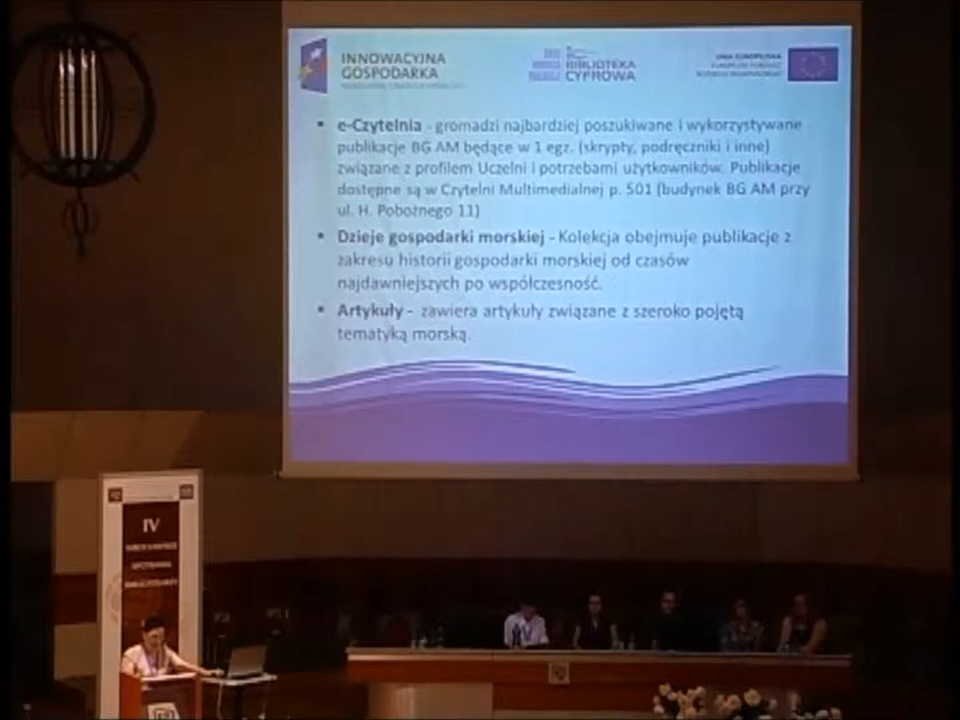 INNOWACYJNA
GOSPODARKA
BIBLIOTEKA
CYFROWA
UNIA EUROPEJSKA
• e-Czytelnia - gromadzi najbardziej poszukiwane i wykorzystywane
publikacje BG AM będące w 1 egz. (skrypty, podręczniki i inne)
związane z profilem Uczelni i potrzebami użytkowników. Publikacje
dostępne są w Czytelni Multimedialnej p. 501 (budynek BG AM przy
ul. H. Pobożnego 11)
• Dzieje gospodarki morskiej - Kolekcja obejmuje publikacje z
zakresu historii gospodarki morskiej od czasów
najdawniejszych po współczesność.
• Artykuły - zawiera artykuły związane z szeroko pojętą
tematyką morską.
IV
SPOTKANIA